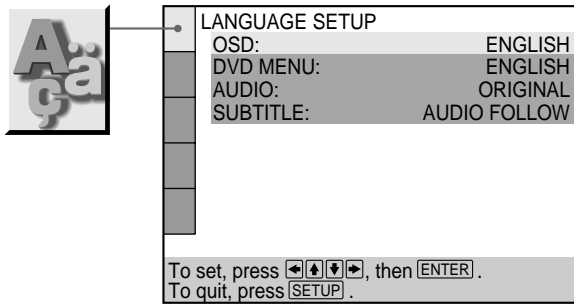 Aäç
LANGUAGE SETUP
OSD: ENGLISH
DVD MENU: ENGLISH
AUDIO: ORIGINAL
SUBTITLE: AUDIO FOLLOW
To set, press ←↑↓→, then ENTER.
To quit, press SETUP.